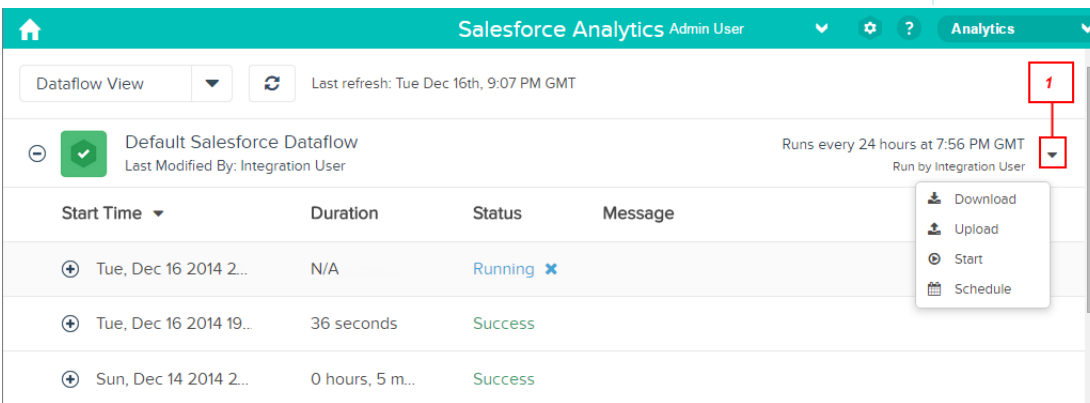 Salesforce Analytics Admin User ? Analytics
Dataflow View Last refresh: Tue Dec 16th, 9:07 PM GMT
1
Default Salesforce Dataflow
Last Modified By: Integration User
Runs every 24 hours at 7:56 PM GMT
Run by Integration User
Download
Upload
Start
Schedule
Start Time Duration Status Message
Tue, Dec 16 2014 2... N/A Running
Tue, Dec 16 2014 19... 36 seconds Success
Sun, Dec 14 2014 2... 0 hours, 5 m... Success